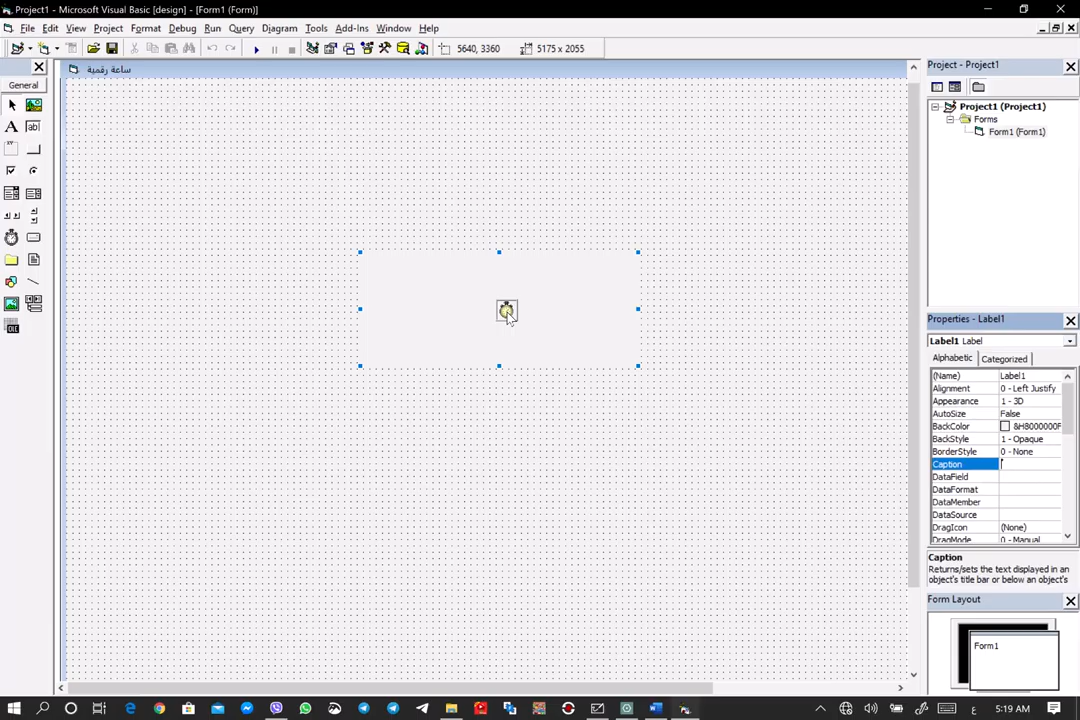 Project1 - Microsoft Visual Basic [design] - [Form1 (Form)]
File Edit View Project Format Debug Run Query Diagram Tools Add-Ins Window Help
5640, 3360 5175 x 2055
General
ساعة رقمية
A ab|
XY
OLE
Project - Project1
Project1 (Project1)
Forms
Form1 (Form1)
Properties - Label1
Label1 Label
Alphabetic Categorized
(Name) Label1
Alignment 0 - Left Justify
Appearance 1 - 3D
AutoSize False
BackColor &H8000000F
BackStyle 1 - Opaque
BorderStyle 0 - None
Caption
DataField
DataFormat
DataMember
DataSource
DragIcon (None)
DragMode 0 - Manual
Caption
Returns/sets the text displayed in an
object's title bar or below an object's
Form Layout
Form1
ع 5:19 AM